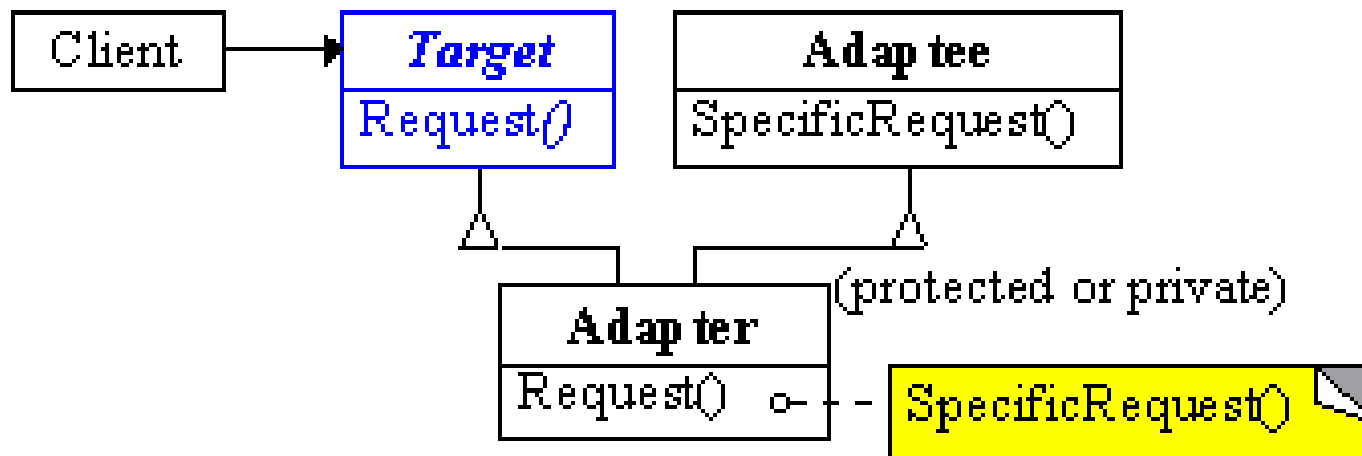 Client
Target
Request()
Adaptee
SpecificRequest()
(protected or private)
Adapter
Request()
SpecificRequest()